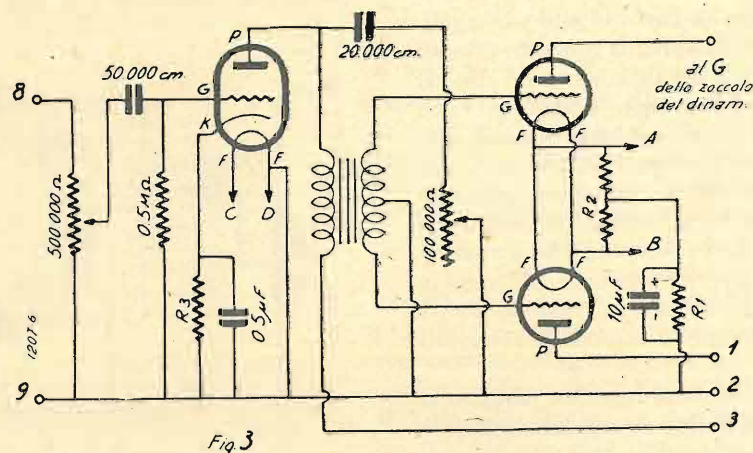 P
20.000 cm.
P
50.000 cm.
al G
dello zoccolo
del dinam.
8
G
K
G
F
F
A
F
F
C
D
500.000 Ω
0.5 MΩ
100.000 Ω
R2
B
R3
0.5 µF
F
F
G
10 µF
+
-
R1
P
1
1207-6
9
2
3
Fig. 3